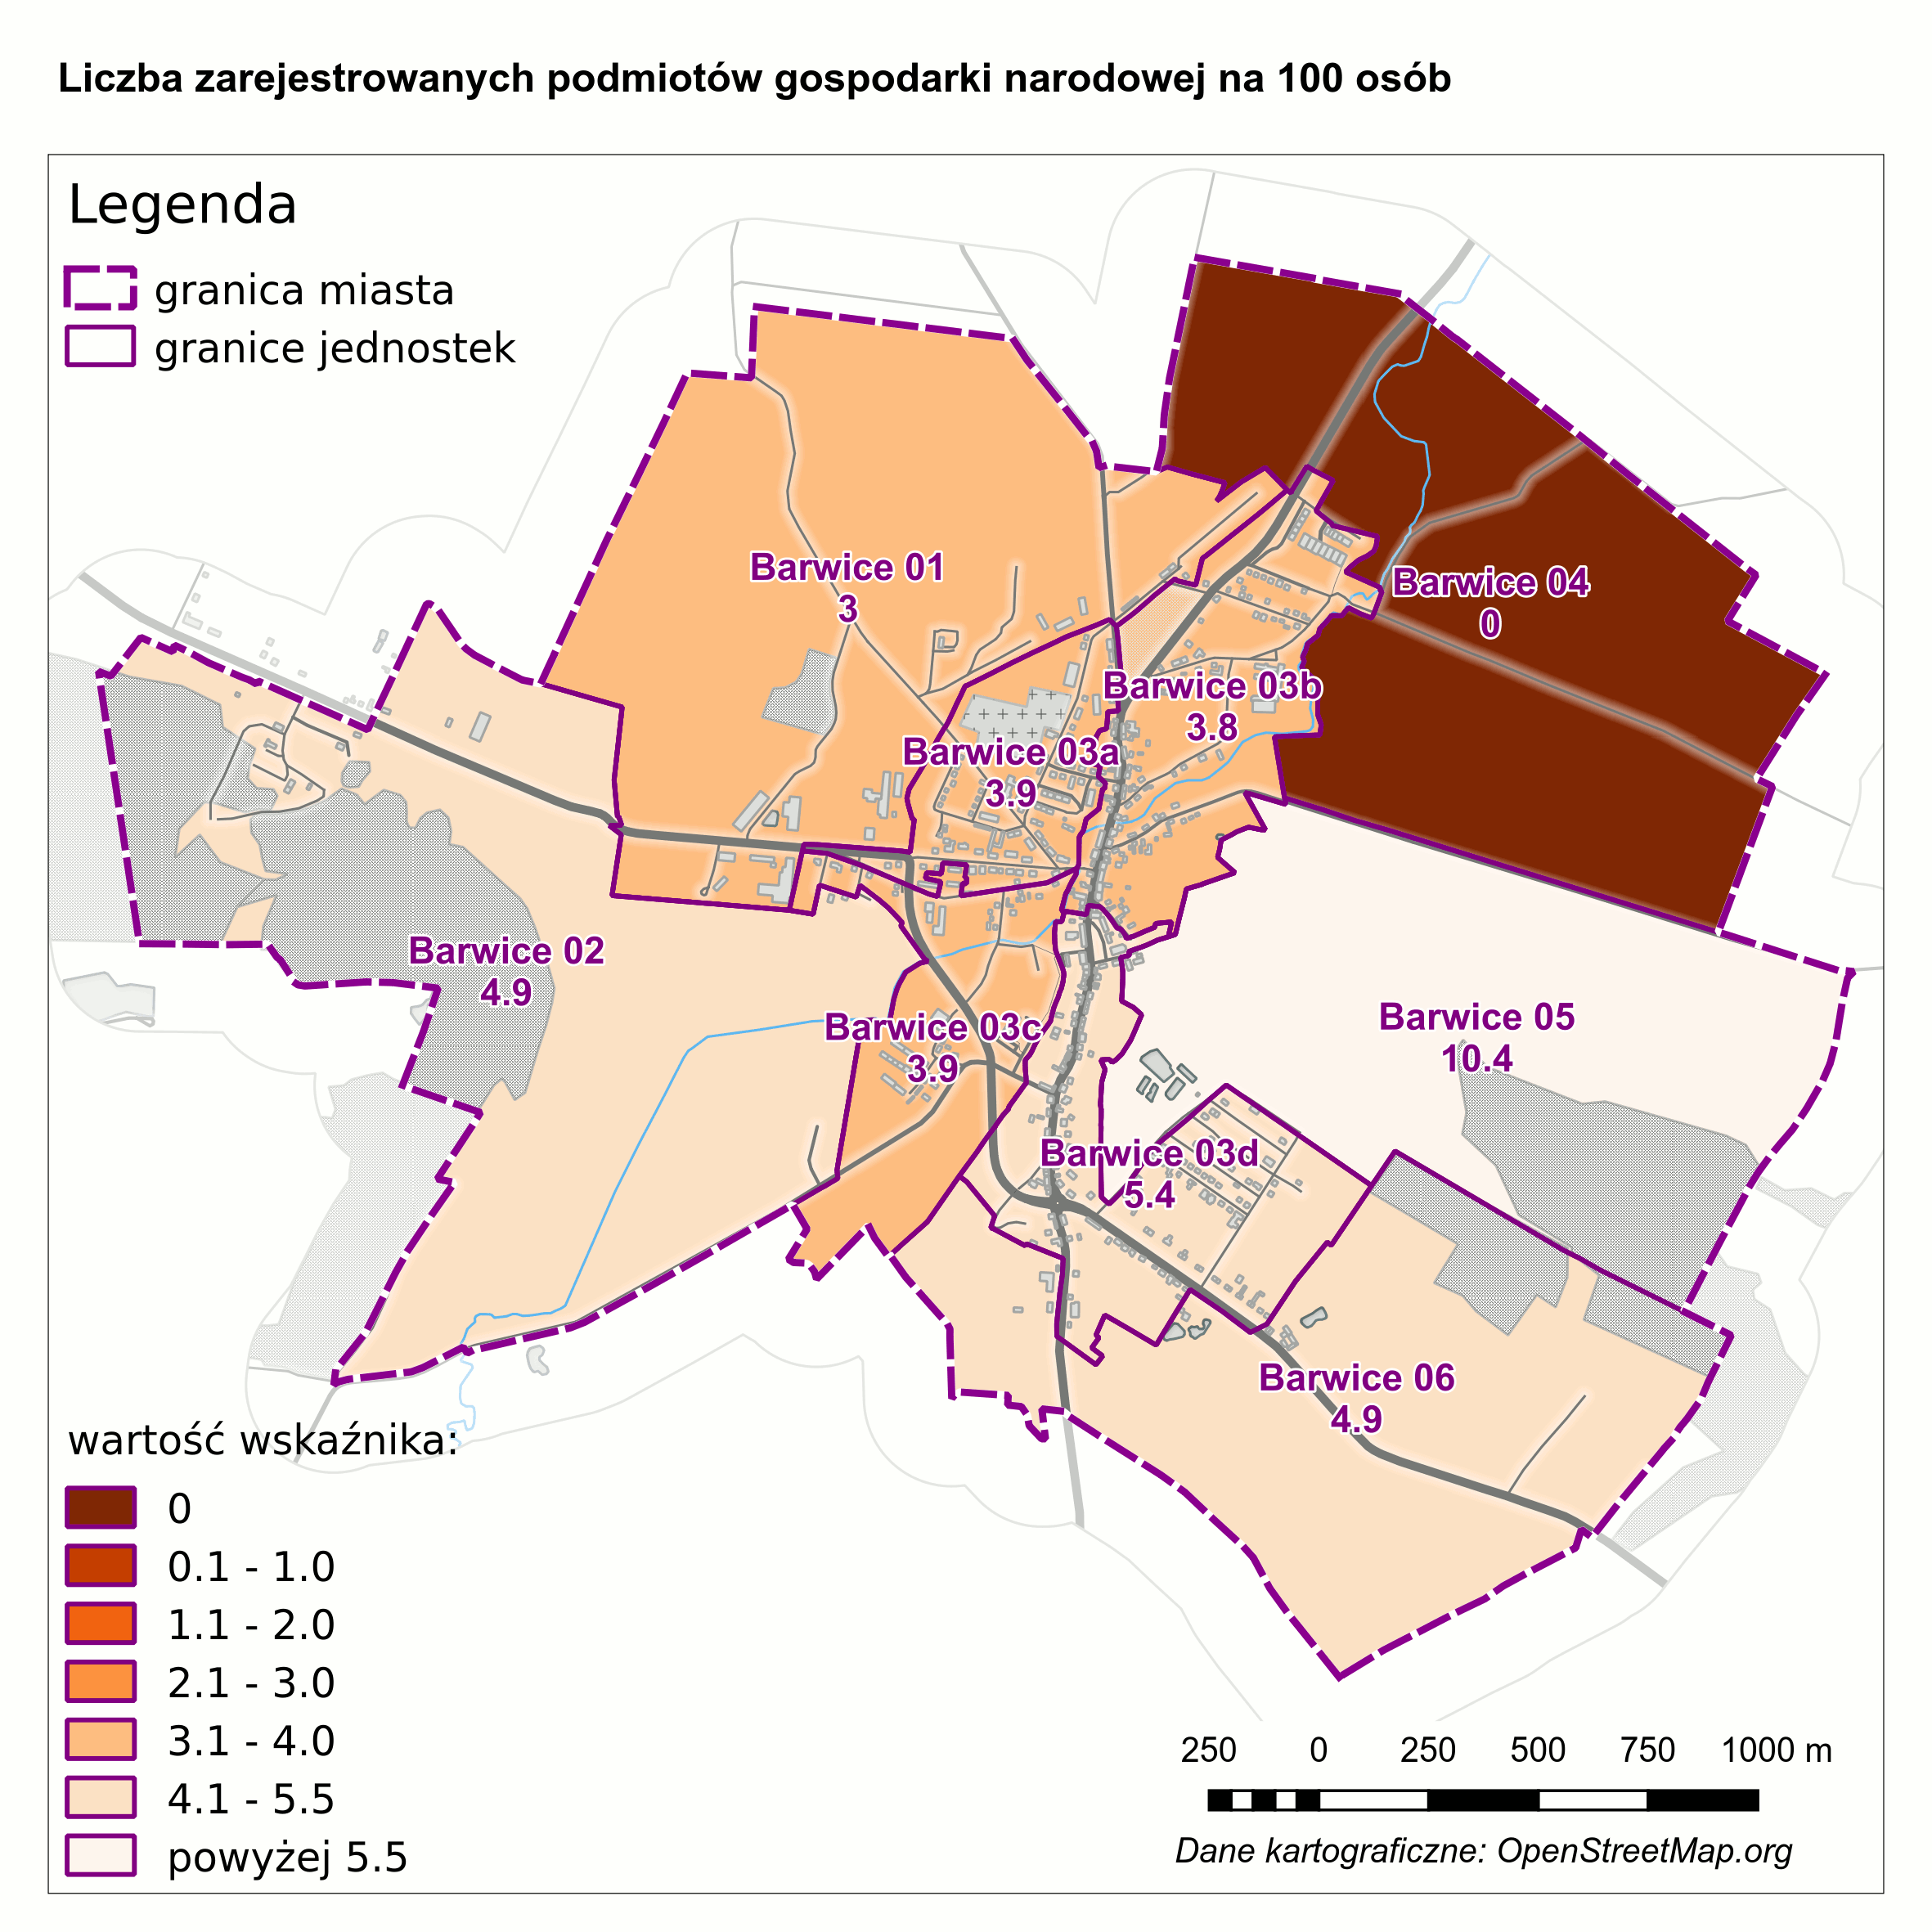 Liczba zarejestrowanych podmiotów gospodarki narodowej na 100 osób
Legenda
granica miasta
granice jednostek
Barwice 01
3
Barwice 04
0
Barwice 03b
3.8
Barwice 03a
3.9
Barwice 02
4.9
Barwice 03c
3.9
Barwice 05
10.4
Barwice 03d
5.4
Barwice 06
4.9
wartość wskaźnika:
0
0.1 - 1.0
1.1 - 2.0
2.1 - 3.0
3.1 - 4.0
4.1 - 5.5
powyżej 5.5
250 0 250 500 750 1000 m
Dane kartograficzne: OpenStreetMap.org